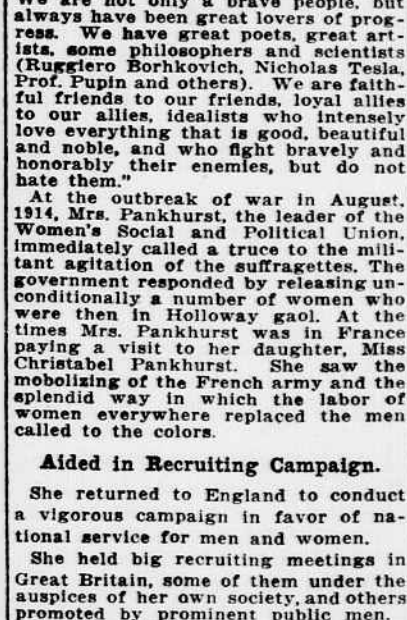 We are not only a brave people, but
always have been great lovers of prog-
ress. We have great poets, great art-
ists, some philosophers and scientists
(Ruggiero Borhkovich, Nicholas Tesla,
Prof. Pupin and others). We are faith-
ful friends to our friends, loyal allies
to our allies, idealists who intensely
love everything that is good, beautiful
and noble, and who fight bravely and
honorably their enemies, but do not
hate them."
At the outbreak of war in August,
1914, Mrs. Pankhurst, the leader of the
Women's Social and Political Union,
immediately called a truce to the mili-
tant agitation of the suffragettes. The
government responded by releasing un-
conditionally a number of women who
were then in Holloway gaol. At the
times Mrs. Pankhurst was in France
paying a visit to her daughter, Miss
Christabel Pankhurst. She saw the
mobolizing of the French army and the
splendid way in which the labor of
women everywhere replaced the men
called to the colors.
Aided in Recruiting Campaign.
She returned to England to conduct
a vigorous campaign in favor of na-
tional service for men and women.
She held big recruiting meetings in
Great Britain, some of them under the
auspices of her own society, and others
promoted by prominent public men.